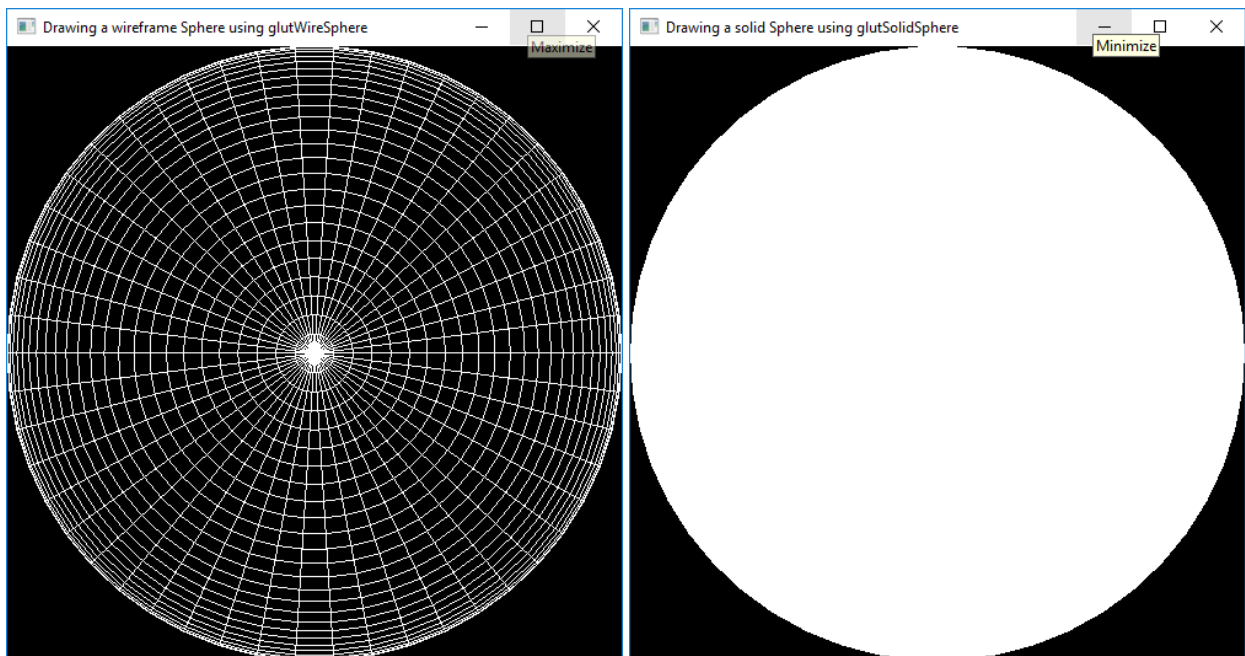 Drawing a wireframe Sphere using glutWireSphere
Maximize
Drawing a solid Sphere using glutSolidSphere
Minimize